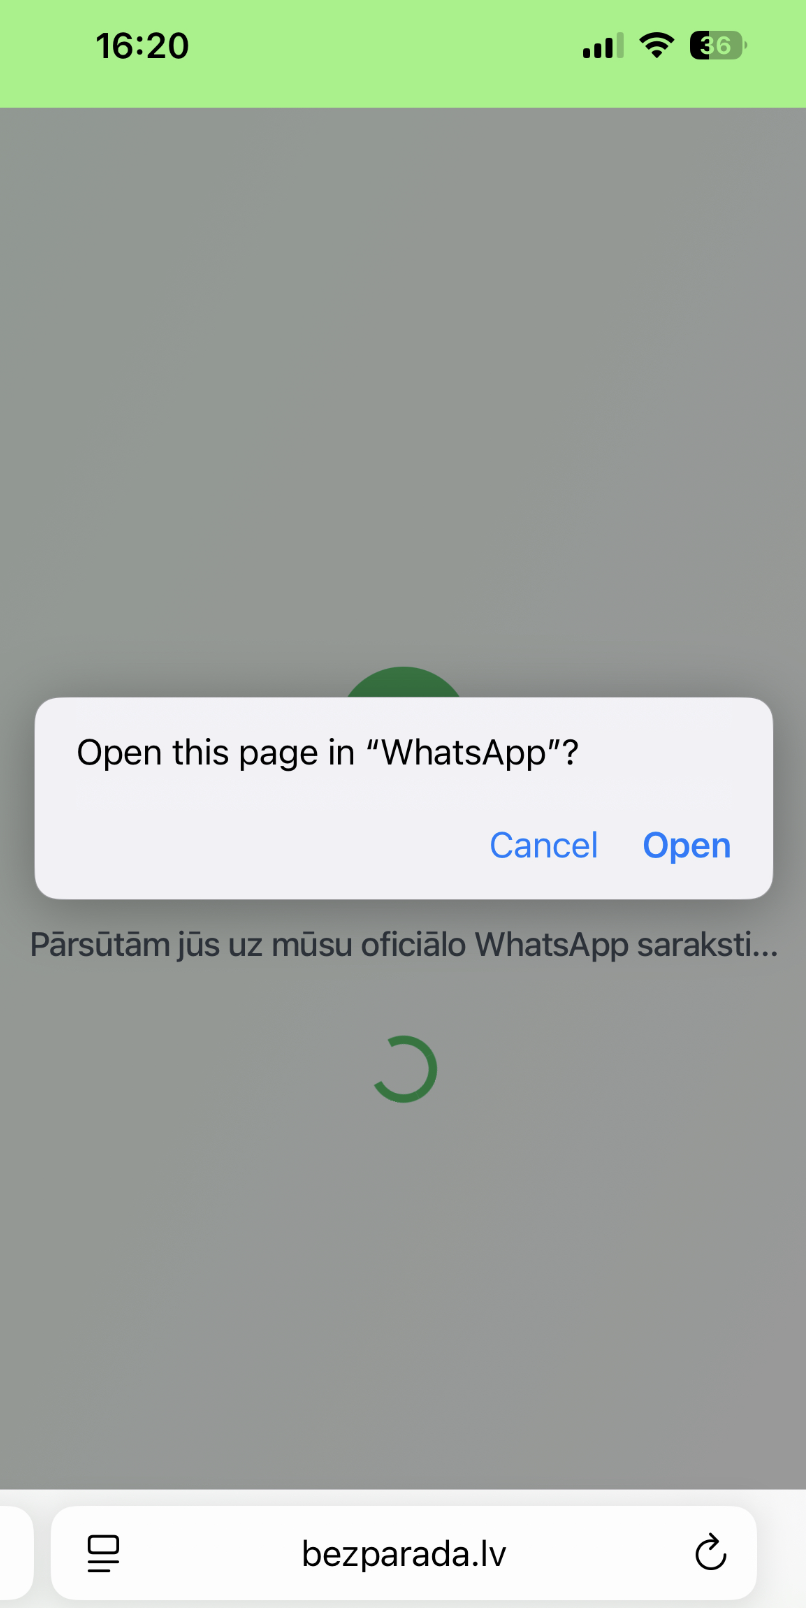 16:20
36
Open this page in “WhatsApp”?
Cancel Open
Pārsūtām jūs uz mūsu oficiālo WhatsApp saraksti...
bezparada.lv